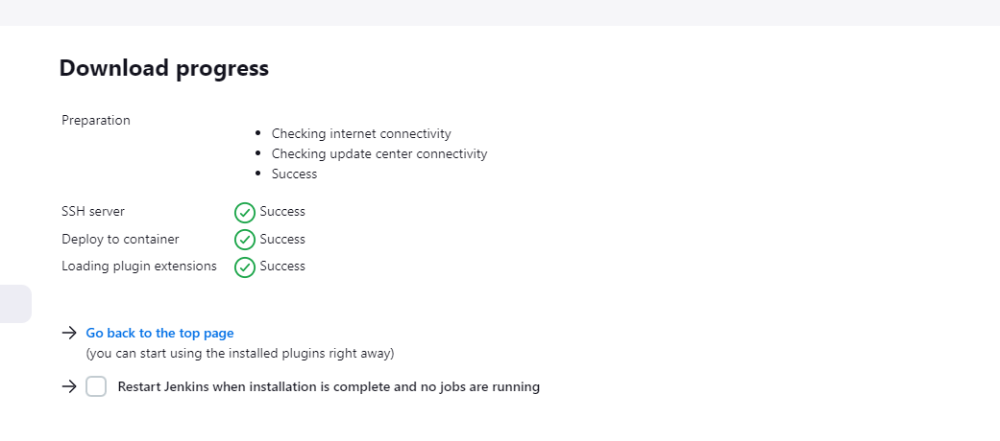 Download progress
Preparation
Checking internet connectivity
Checking update center connectivity
Success
SSH server Success
Deploy to container Success
Loading plugin extensions Success
Go back to the top page
(you can start using the installed plugins right away)
Restart Jenkins when installation is complete and no jobs are running